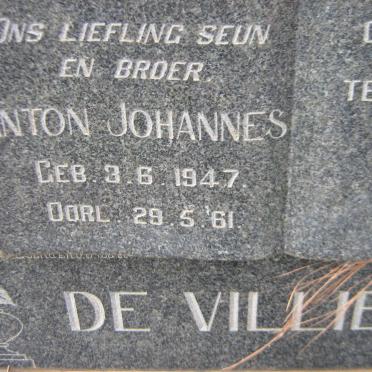 ONS LIEFLING SEUN
EN BROER.
ANTON JOHANNES
GEB. 3.6.1947.
OORL. 29.5.'61.
DE VILLIE